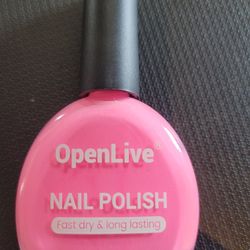 OpenLive®
NAIL POLISH
Fast dry & long lasting